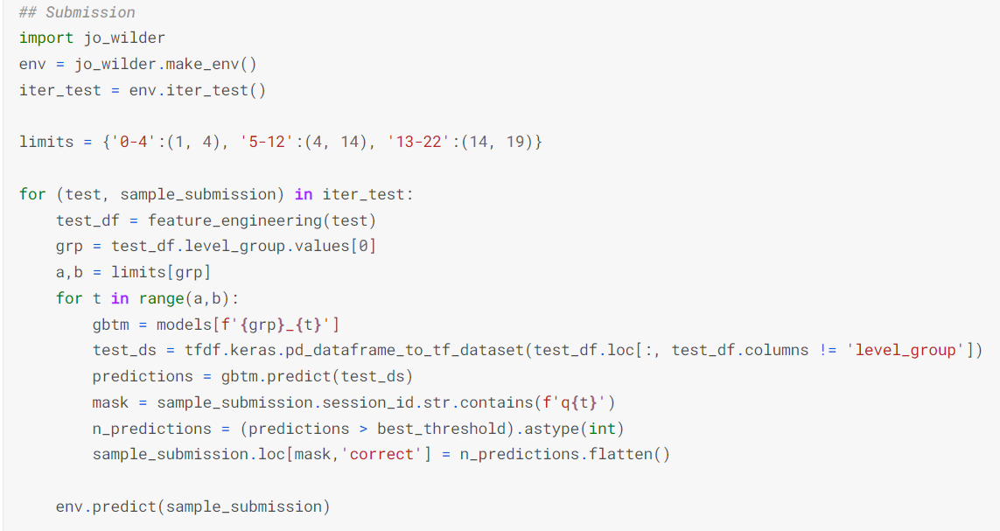 ## Submission
import jo_wilder
env = jo_wilder.make_env()
iter_test = env.iter_test()

limits = {'0-4':(1, 4), '5-12':(4, 14), '13-22':(14, 19)}

for (test, sample_submission) in iter_test:
    test_df = feature_engineering(test)
    grp = test_df.level_group.values[0]
    a,b = limits[grp]
    for t in range(a,b):
        gbtm = models[f'{grp}_{t}']
        test_ds = tfdf.keras.pd_dataframe_to_tf_dataset(test_df.loc[:, test_df.columns != 'level_group'])
        predictions = gbtm.predict(test_ds)
        mask = sample_submission.session_id.str.contains(f'q{t}')
        n_predictions = (predictions > best_threshold).astype(int)
        sample_submission.loc[mask,'correct'] = n_predictions.flatten()

    env.predict(sample_submission)